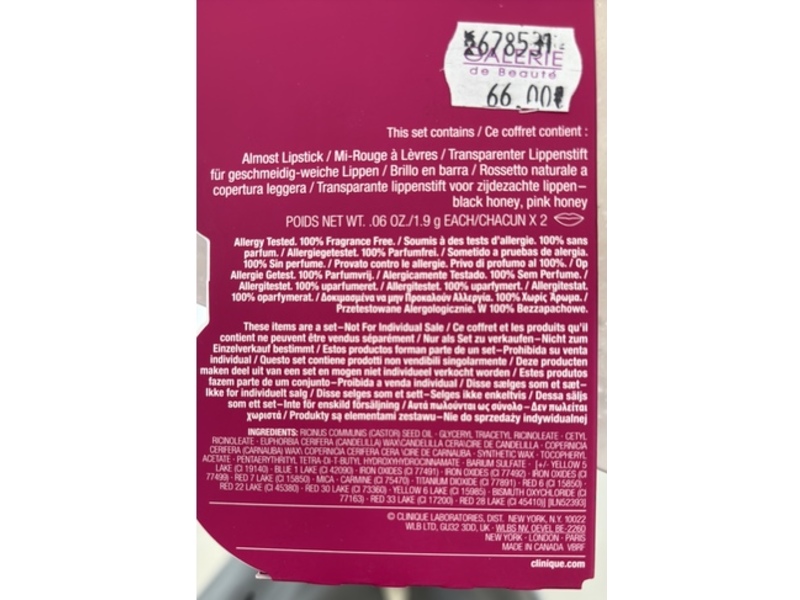 8678531
GALERIE
de Beauté
66.00
This set contains / Ce coffret contient :
Almost Lipstick / Mi-Rouge à Lèvres / Transparenter Lippenstift
für geschmeidig-weiche Lippen / Brillo en barra / Rossetto naturale a
copertura leggera / Transparante lippenstift voor zijdezachte lippen–
black honey, pink honey
POIDS NET WT. .06 OZ./1.9 g EACH/CHACUN X 2
Allergy Tested. 100% Fragrance Free. / Soumis à des tests d'allergie. 100% sans
parfum. / Allergiegetestet. 100% Parfumfrei. / Sometido a pruebas de alergia.
100% Sin perfume. / Provato contro le allergie. Privo di profumo al 100%. / Op
Allergie Getest. 100% Parfumvrij. / Alergicamente Testado. 100% Sem Perfume. /
Allergitestet. 100% uparfumeret. / Allergitestet. 100% uparfymert. / Allergitestat.
100% oparfymerat. / Δοκιμασμένα να μην Προκαλούν Αλλεργία. 100% Χωρίς Άρωμα. /
Przetestowane Alergologicznie. W 100% Bezzapachowe.
These items are a set–Not For Individual Sale / Ce coffret et les produits qu'il
contient ne peuvent être vendus séparément / Nur als Set zu verkaufen–Nicht zum
Einzelverkauf bestimmt / Estos productos forman parte de un set–Prohibida su venta
individual / Questo set contiene prodotti non vendibili singolarmente / Deze producten
maken deel uit van een set en mogen niet individueel verkocht worden / Estes produtos
fazem parte de um conjunto–Proibida a venda individual / Disse sælges som et sæt–
Ikke for individuelt salg / Disse selges som et sett–Selges ikke enkeltvis / Dessa säljs
som ett set–Inte för enskild försäljning / Αυτά πωλούνται ως σύνολο–Δεν πωλείται
χωριστά / Produkty są elementami zestawu–Nie do sprzedaży indywidualnej
INGREDIENTS: RICINUS COMMUNIS (CASTOR) SEED OIL · GLYCERYL TRIACETYL RICINOLEATE · CETYL
RICINOLEATE · EUPHORBIA CERIFERA (CANDELILLA) WAX\CANDELILLA CERA\CIRE DE CANDELILLA · COPERNICIA
CERIFERA (CARNAUBA) WAX\ COPERNICIA CERIFERA CERA \CIRE DE CARNAUBA · SYNTHETIC WAX · TOCOPHERYL
ACETATE · PENTAERYTHRITYL TETRA-DI-T-BUTYL HYDROXYHYDROCINNAMATE · BARIUM SULFATE · [+/- YELLOW 5
LAKE (CI 19140) · BLUE 1 LAKE (CI 42090) · IRON OXIDES (CI 77491) · IRON OXIDES (CI 77492) · IRON OXIDES (CI
77499) · RED 7 LAKE (CI 15850) · MICA · CARMINE (CI 75470) · TITANIUM DIOXIDE (CI 77891) · RED 6 (CI 15850) ·
RED 22 LAKE (CI 45380) · RED 30 LAKE (CI 73360) · YELLOW 6 LAKE (CI 15985) · BISMUTH OXYCHLORIDE (CI
77163) · RED 33 LAKE (CI 17200) · RED 28 LAKE (CI 45410)] [ILN52393]
© CLINIQUE LABORATORIES, DIST. NEW YORK, N.Y. 10022
WLB LTD, GU32 3DD, UK · WLBS NV, OEVEL BE-2260
NEW YORK · LONDON · PARIS
MADE IN CANADA VBRF
clinique.com